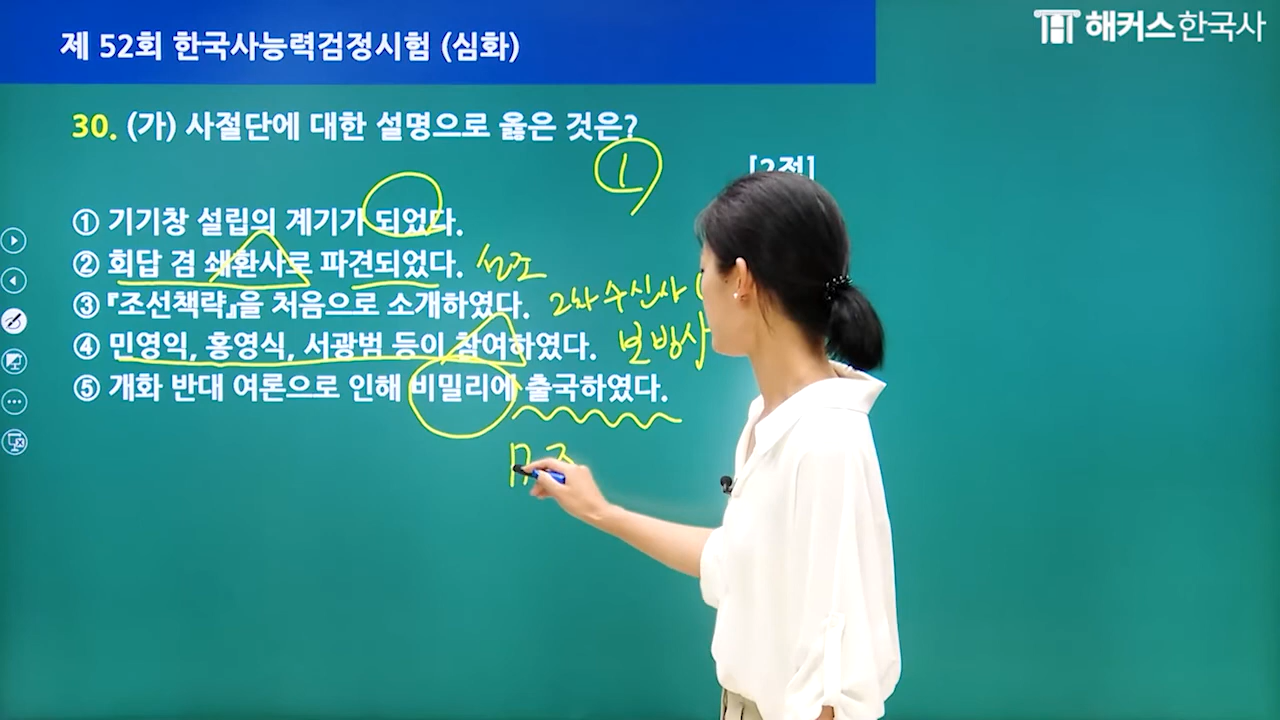 제 52회 한국사능력검정시험 (심화)
해커스한국사
30. (가) 사절단에 대한 설명으로 옳은 것은?
①
[2점]
① 기기창 설립의 계기가 되었다.
② 회답 겸 쇄환사로 파견되었다. 선조
③ 『조선책략』을 처음으로 소개하였다. 2차 수신사
④ 민영익, 홍영식, 서광범 등이 참여하였다. 보빙사
⑤ 개화 반대 여론으로 인해 비밀리에 출국하였다.